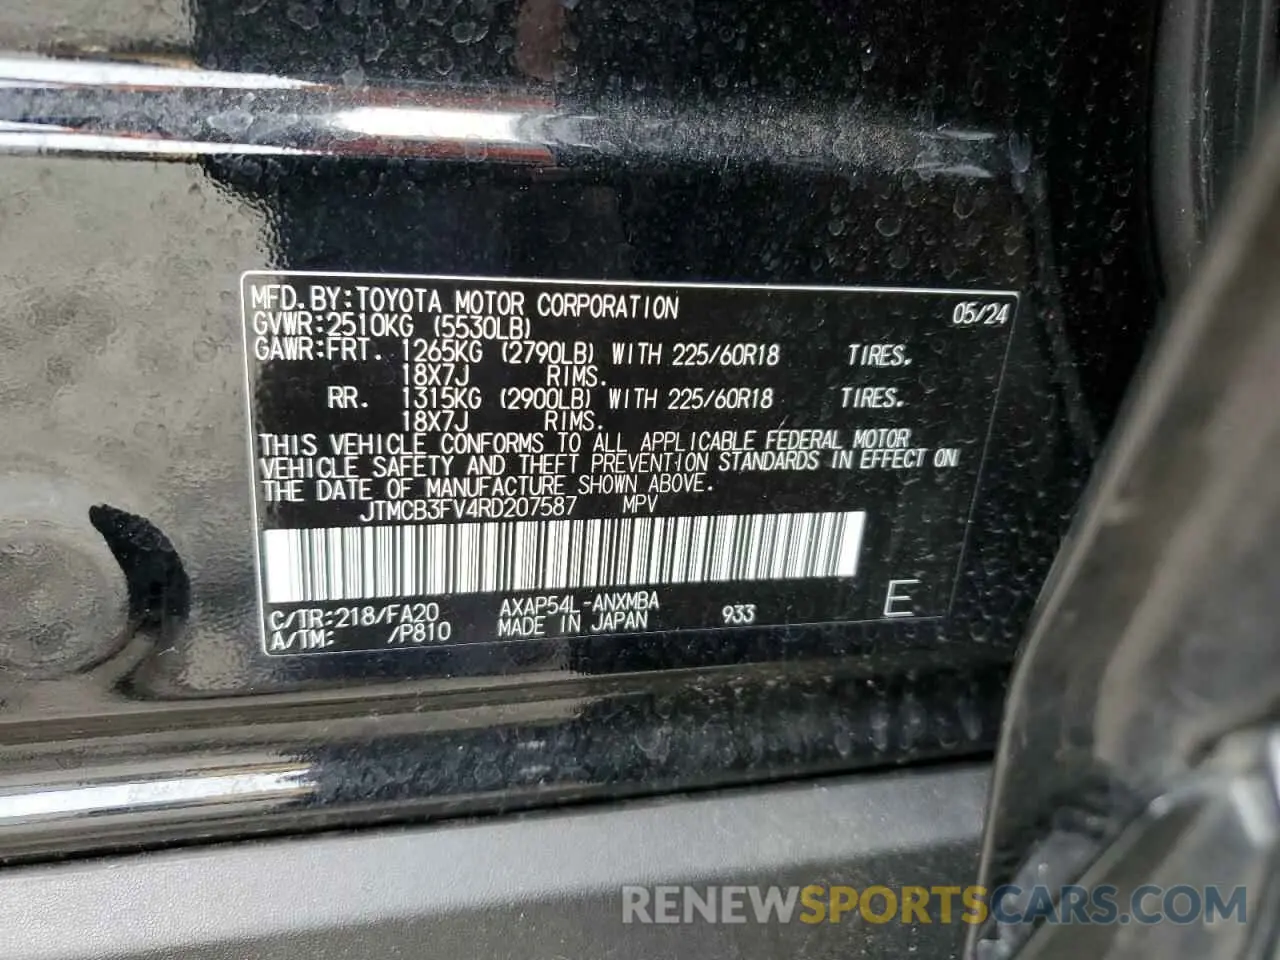 MFD. BY: TOYOTA MOTOR CORPORATION 05/24
GVWR: 2510KG (5530LB)
GAWR: FRT. 1265KG (2790LB) WITH 225/60R18 TIRES.
18X7J RIMS.
RR. 1315KG (2900LB) WITH 225/60R18 TIRES.
18X7J RIMS.
THIS VEHICLE CONFORMS TO ALL APPLICABLE FEDERAL MOTOR
VEHICLE SAFETY AND THEFT PREVENTION STANDARDS IN EFFECT ON
THE DATE OF MANUFACTURE SHOWN ABOVE.
JTMCB3FV4RD207587 MPV
C/TR: 218/FA20 AXAP54L-ANXMBA 933 E
A/TM: /P810 MADE IN JAPAN
RENEWSPORTSCARS.COM